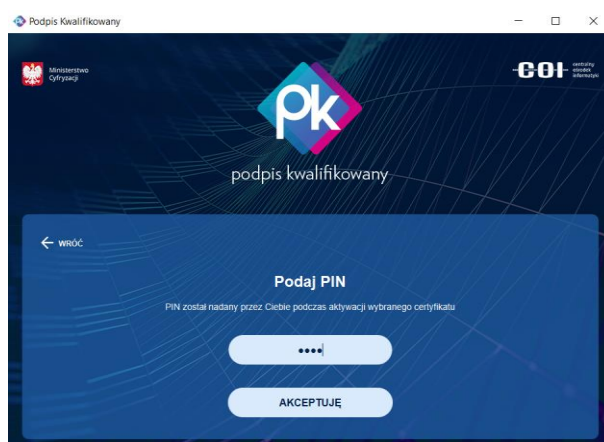 Podpis Kwalifikowany
Ministerstwo
Cyfryzacji
COI
centralny
ośrodek
informatyki
pk
podpis kwalifikowany
WRÓĆ
Podaj PIN
PIN został nadany przez Ciebie podczas aktywacji wybranego certyfikatu
••••
AKCEPTUJĘ